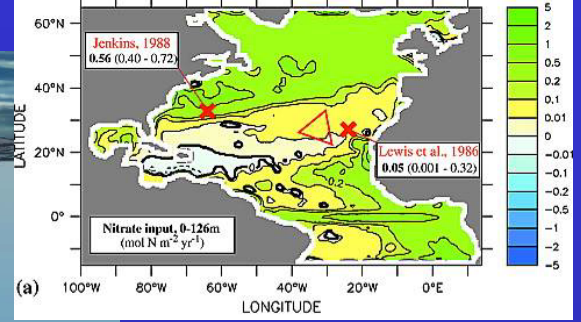 60°N
40°N
20°N
0°
LATITUDE
Jenkins, 1988
0.56 (0.40 - 0.72)
Lewis et al., 1986
0.05 (0.001 - 0.32)
0.2
Nitrate input, 0-126m
(mol N m⁻² yr⁻¹)
(a)
100°W
80°W
60°W
40°W
20°W
0°E
LONGITUDE
5
2
1
0.5
0.2
0.1
0.01
0
-0.01
-0.1
-0.2
-0.5
-1
-2
-5